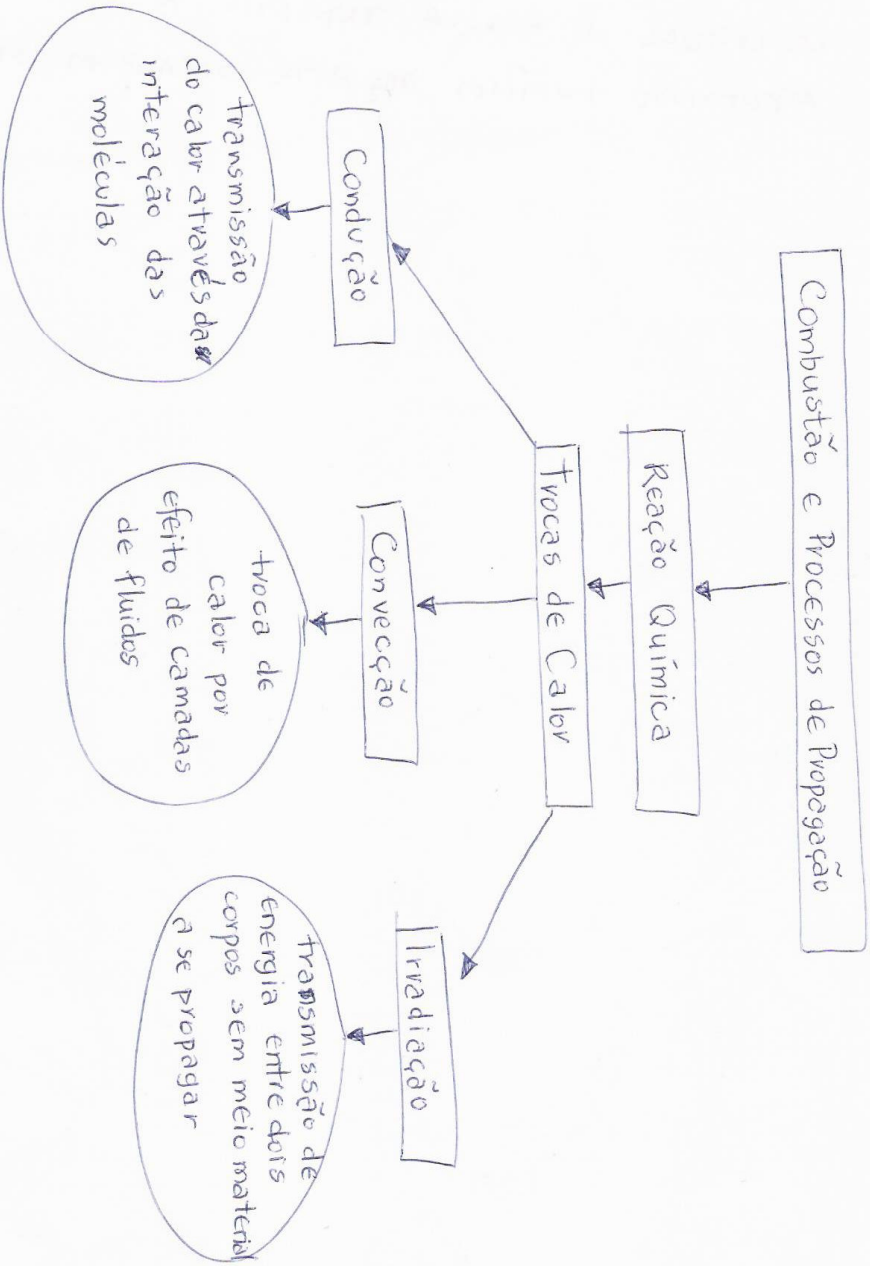 Combustão e Processos de Propagação
Reação Química
Trocas de Calor
Condução
transmissão
do calor através da
interação das
moléculas
Convecção
troca de
calor por
efeito de camadas
de fluidos
Irradiação
transmissão de
energia entre dois
corpos sem meio material
a se propagar